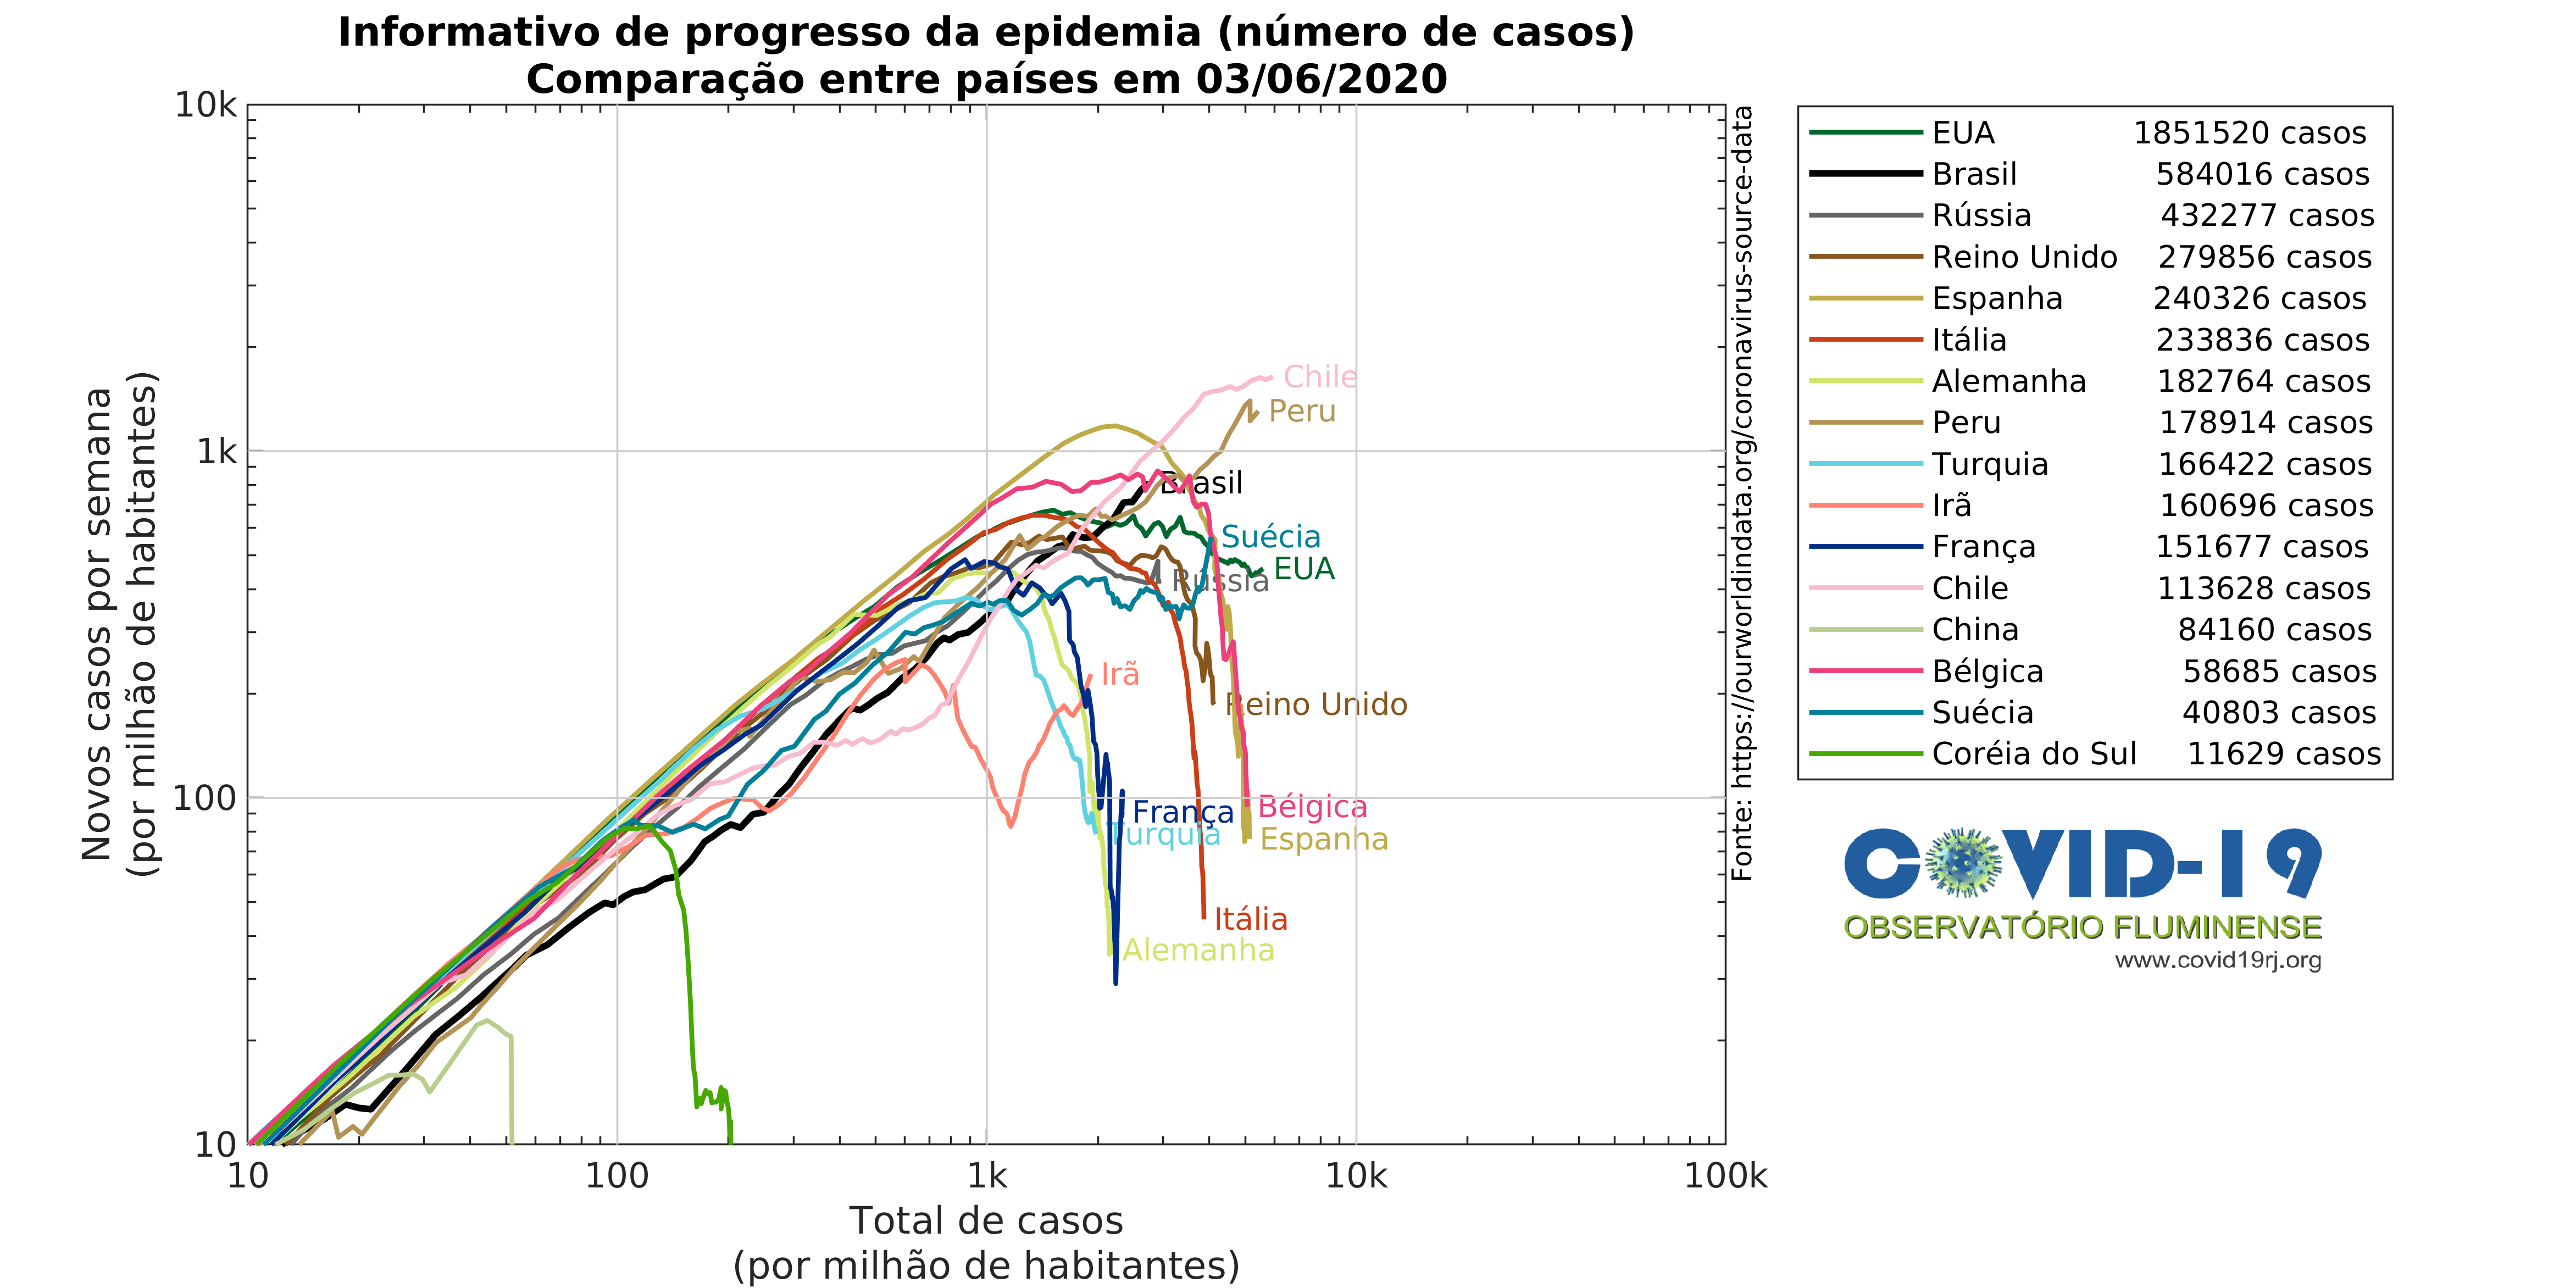 Informativo de progresso da epidemia (número de casos)
Comparação entre países em 03/06/2020
10k
1k
100
10
Novos casos por semana
(por milhão de habitantes)
10
100
1k
10k
100k
Total de casos
(por milhão de habitantes)
Chile
Peru
Brasil
Suécia
EUA
Rússia
Irã
Reino Unido
Bélgica
França
Turquia
Espanha
Itália
Alemanha
Fonte: https://ourworldindata.org/coronavirus-source-data
EUA 1851520 casos
Brasil 584016 casos
Rússia 432277 casos
Reino Unido 279856 casos
Espanha 240326 casos
Itália 233836 casos
Alemanha 182764 casos
Peru 178914 casos
Turquia 166422 casos
Irã 160696 casos
França 151677 casos
Chile 113628 casos
China 84160 casos
Bélgica 58685 casos
Suécia 40803 casos
Coréia do Sul 11629 casos
COVID-19
OBSERVATÓRIO FLUMINENSE
www.covid19rj.org